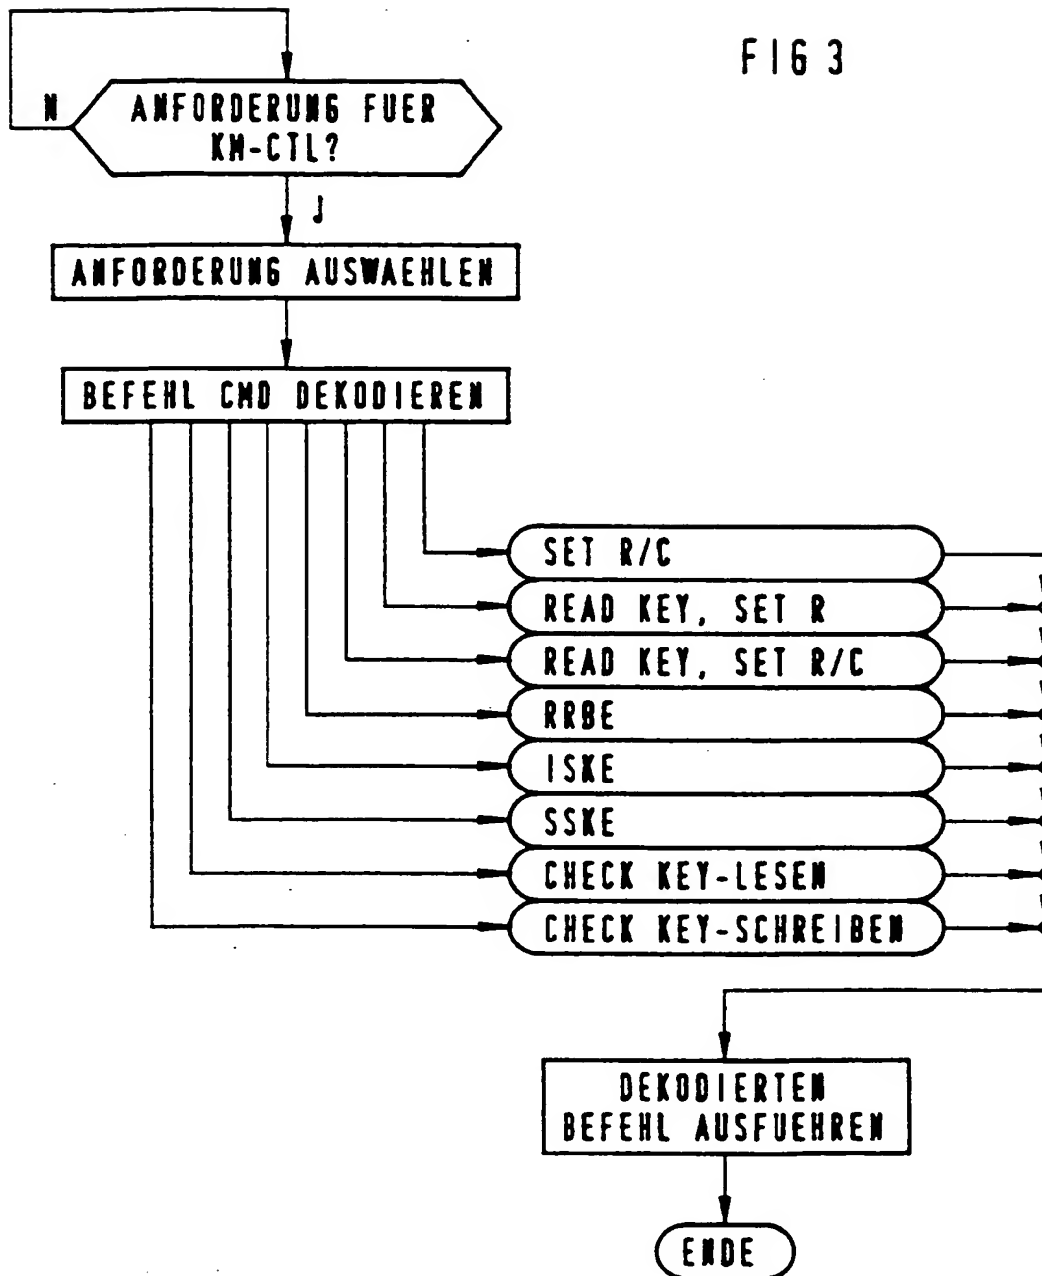 FIG 3
N
ANFORDERUNG FUER
KM-CTL?
J
ANFORDERUNG AUSWAEHLEN
BEFEHL CMD DEKODIEREN
SET R/C
READ KEY, SET R
READ KEY, SET R/C
RRBE
ISKE
SSKE
CHECK KEY-LESEN
CHECK KEY-SCHREIBEN
DEKODIERTEN
BEFEHL AUSFUEHREN
ENDE